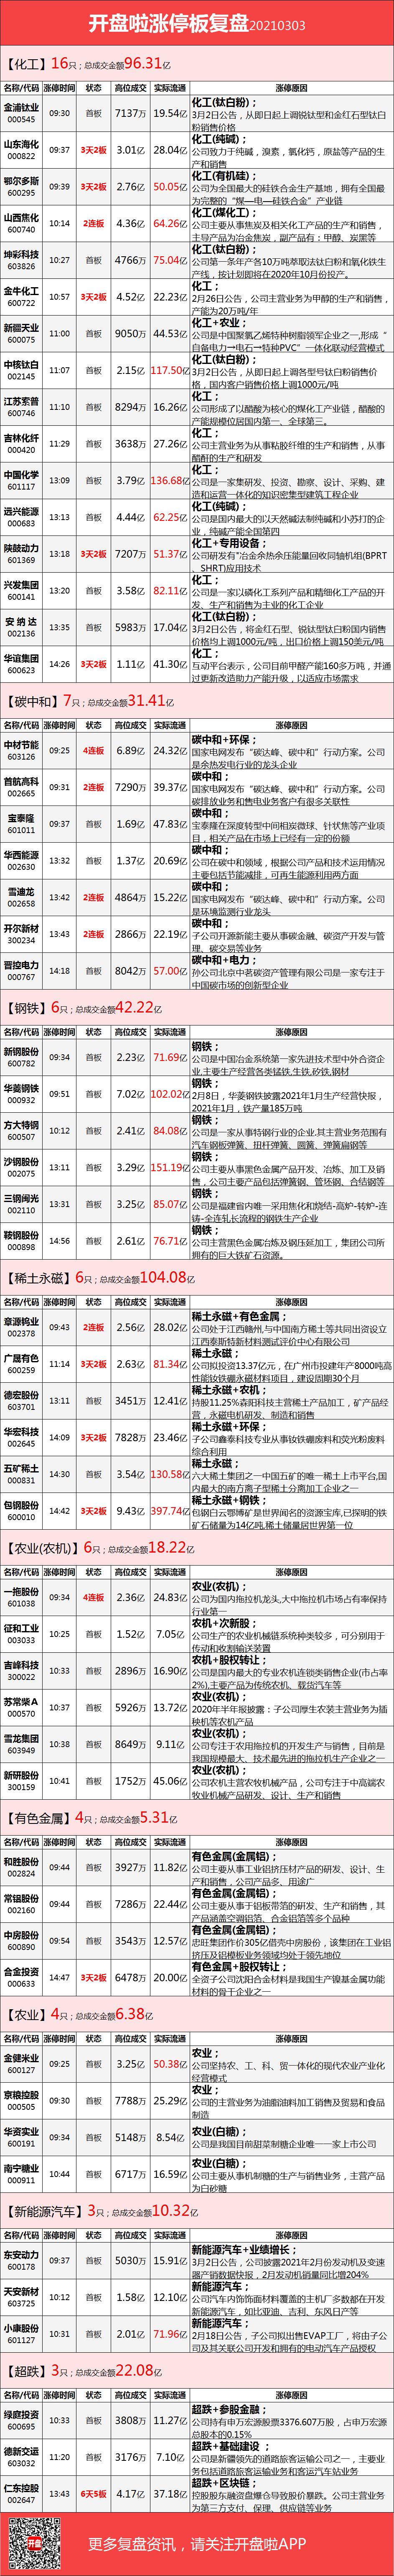 开盘啦涨停板复盘20210303
【化工】16只；总成交金额96.31亿
名称/代码 涨停时间 状态 高位成交 实际流通 涨停原因
金浦钛业 000545 09:30 首板 7137万 19.54亿 化工(钛白粉)；
3月2日公告，从即日起上调锐钛型和金红石型钛白
粉销售价格
山东海化 000822 09:37 3天2板 3.01亿 28.04亿 化工(纯碱)；
公司致力于纯碱，溴素，氯化钙，原盐等产品的生
产和销售
鄂尔多斯 600295 09:39 3天2板 2.76亿 50.05亿 化工(有机硅)；
公司为全国最大的硅铁合金生产基地，拥有全国最
为完整的“煤—电—硅铁合金”产业链
山西焦化 600740 10:14 2连板 4.36亿 64.26亿 化工(煤化工)；
公司主要从事焦炭及相关化工产品的生产和销售，
主导产品为冶金焦炭，副产品有：甲醇、炭黑等
坤彩科技 603826 10:27 首板 4766万 75.04亿 化工(钛白粉)；
公司第一条年产各10万吨萃取法钛白粉和氧化铁生
产线，按计划即将在2020年10月份投产。
金牛化工 600722 10:57 3天2板 4.52亿 22.23亿 化工；
2月26日公告，公司主营业务为甲醇的生产和销售，
产能为20万吨/年
新疆天业 600075 11:00 首板 9050万 44.53亿 化工+农业；
公司是中国聚氯乙烯特种树脂领军企业之一,形成“
自备电力→电石→特种PVC”一体化联动经营模式
中核钛白 002145 11:07 首板 2.15亿 117.50亿 化工(钛白粉)；
3月2日公告，从即日起上调各型号钛白粉销售价
格，国内客户销售价格上调1000元/吨
江苏索普 600746 11:10 首板 8294万 16.26亿 化工；
公司形成了以醋酸为核心的煤化工产业链，醋酸的
产能规模位居国内第一、全球第三。
吉林化纤 000420 11:29 首板 3638万 27.26亿 化工；
公司主营业务为从事粘胶纤维的生产和销售，从事
醋酐的生产和研发
中国化学 601117 13:09 首板 3.79亿 136.68亿 化工；
公司是一家集研发、投资、勘察、设计、采购、建
造和运营一体化的知识密集型建筑工程企业
远兴能源 000683 13:13 首板 4.44亿 62.25亿 化工(纯碱)；
公司是国内最大的以天然碱法制纯碱和小苏打的企
业，纯碱产能全国第四
陕鼓动力 601369 13:18 3天2板 7207万 51.37亿 化工+专用设备；
公司研发有"冶金余热余压能量回收同轴机组(BPRT
、SHRT)应用技术
兴发集团 600141 13:20 首板 3.58亿 82.11亿 化工；
公司是一家以磷化工系列产品和精细化工产品的开
发、生产和销售为主业的化工企业
安 纳 达 002136 13:35 首板 5983万 17.04亿 化工(钛白粉)；
3月2日公告，将金红石型、锐钛型钛白粉国内销售
价格均上调1000元/吨，出口价格上调150美元/吨
华谊集团 600623 14:26 3天2板 1.11亿 41.30亿 化工；
互动平台表示，公司目前甲醛产能160多万吨，并通
过更新改造助力产能升级，以适应市场需求
【碳中和】7只；总成交金额31.41亿
名称/代码 涨停时间 状态 高位成交 实际流通 涨停原因
中材节能 603126 09:25 4连板 6.89亿 24.32亿 碳中和+环保；
国家电网发布“碳达峰、碳中和”行动方案。公司
是余热发电行业的龙头企业
首航高科 002665 09:31 2连板 7290万 39.37亿 碳中和；
国家电网发布“碳达峰、碳中和”行动方案。公司
碳排放业务和售电业务客户有很多关联性
宝泰隆 601011 09:37 首板 1.69亿 47.83亿 碳中和；
宝泰隆在深度转型中间相炭微球、针状焦等产业项
目，相关产品在市场上已经有一定的份额
华西能源 002630 13:32 首板 1.37亿 20.69亿 碳中和；
公司在碳中和领域，根据公司产品和技术运用情况
主要包括节能减排，可再生能源利用两方面
雪迪龙 002658 13:42 2连板 4864万 15.22亿 碳中和；
国家电网发布“碳达峰、碳中和”行动方案。公司
是环境监测行业龙头
开尔新材 300234 13:43 2连板 2866万 22.19亿 碳中和；
子公司开源新能主要从事碳金融、碳资产开发与管
理、碳交易等业务
晋控电力 000767 14:18 首板 8042万 57.00亿 碳中和+电力；
孙公司北京中茗碳资产管理有限公司是一家专注于
中国碳市场的创新型企业
【钢铁】6只；总成交金额42.22亿
名称/代码 涨停时间 状态 高位成交 实际流通 涨停原因
新钢股份 600782 09:34 首板 2.23亿 71.69亿 钢铁；
公司是中国冶金系统第一家先进技术型中外合资企
业,主要生产经营各类锰铁,生铁,矽铁,钢材
华菱钢铁 000932 09:51 首板 7.02亿 102.02亿 钢铁；
2月8日，华菱钢铁披露2021年1月生产经营快报，
2021年1月，铁产量185万吨
方大特钢 600507 10:12 首板 2.41亿 84.08亿 钢铁；
公司是一家从事特钢行业的企业,其主营业务范围有
汽车钢板弹簧、扭杆弹簧、圆簧、弹簧扁钢等
沙钢股份 002075 13:11 首板 3.29亿 151.19亿 钢铁；
公司主要从事黑色金属产品开发、冶炼、加工及销
售，公司主要产品包括弹簧钢、管坯钢、合结钢等
三钢闽光 002110 13:31 首板 3.25亿 85.07亿 钢铁；
公司是福建省内唯一采用焦化和烧结-高炉-转炉-连
铸-全连轧长流程的钢铁生产企业
鞍钢股份 000898 14:56 首板 2.61亿 76.71亿 钢铁；
公司主营黑色金属冶炼及钢压延加工，集团公司所
拥有的巨大铁矿石资源。
【稀土永磁】6只；总成交金额104.08亿
名称/代码 涨停时间 状态 高位成交 实际流通 涨停原因
章源钨业 002378 09:43 2连板 2.56亿 28.02亿 稀土永磁+有色金属；
公司处于江西赣州,与中国南方稀土等共同出资设立
江西泰斯特新材料测试评价中心有限公司
广晟有色 600259 11:14 3天2板 2.63亿 81.34亿 稀土永磁；
公司拟投资13.37亿元，在广州市投建年产8000吨高
性能钕铁硼永磁材料项目，建设周期30个月
德宏股份 603701 13:11 首板 3451万 12.41亿 稀土永磁+农机；
持股11.25%森阳科技主营稀土产品加工，矿产品经
营，永磁电机研发、制造和销售
华宏科技 002645 14:09 3天2板 7828万 23.46亿 稀土永磁+环保；
子公司鑫泰科技专业从事钕铁硼废料和荧光粉废料
综合利用
五矿稀土 000831 14:30 首板 3.54亿 130.58亿 稀土永磁；
六大稀土集团之一中国五矿的唯一稀土上市平台,国
内最大的南方离子型稀土分离加工企业之一
包钢股份 600010 14:42 3天2板 9.43亿 397.74亿 稀土永磁+钢铁；
包钢白云鄂博矿是世界闻名的资源宝库,已探明的铁
矿石储量为14亿吨,稀土储量居世界第一位
【农业(农机)】6只；总成交金额18.22亿
名称/代码 涨停时间 状态 高位成交 实际流通 涨停原因
一拖股份 601038 09:34 4连板 2.36亿 24.83亿 农业(农机)；
公司为国内拖拉机龙头,大中拖拉机市场占有率保持
行业第一
征和工业 003033 10:25 首板 1.52亿 7.05亿 农机+次新股；
公司生产的农业机械链系统种类较多，可分别用于
传动和收割输送装置
吉峰科技 300022 10:33 首板 2896万 16.90亿 农机+股权转让；
公司是国内最大的专业农机连锁类销售企业(市占率
2%),主要产品为传统农机、载货汽车等
苏常柴Ａ 000570 10:37 首板 5926万 13.72亿 农业(农机)；
2020年半年报披露：子公司厚生农装主营业务为插
秧机等农机产品
雪龙集团 603949 10:38 首板 8649万 9.11亿 农业(农机)；
公司专注于农用拖拉机的开发生产与销售，目前是
我国规模最大、技术最先进的拖拉机生产企业之一
新研股份 300159 10:41 首板 1752万 45.06亿 农业(农机)；
公司农机主营农牧机械产品，公司专注于中高端农
牧业机械产品研发、设计、生产和销售
【有色金属】4只；总成交金额5.31亿
名称/代码 涨停时间 状态 高位成交 实际流通 涨停原因
和胜股份 002824 09:44 首板 3927万 11.82亿 有色金属(金属铝)；
公司主要从事工业铝挤压材产品的研发、设计、生
产和销售，公司产品多、用途广
常铝股份 002160 09:44 首板 7286万 22.44亿 有色金属(金属铝)；
公司主要从事于铝板带箔的研发、生产和销售，其
产品涵盖空调铝箔、合金铝箔等多个品种
中房股份 600890 09:54 首板 3543万 12.57亿 有色金属(金属铝)；
忠旺集团作价305亿借壳中房股份，该集团在工业铝
挤压及铝模板业务领域均处于领先地位
合金投资 000633 14:47 3天2板 6478万 20.00亿 有色金属+股权转让；
全资子公司沈阳合金材料是我国生产镍基金属功能
材料的骨干企业之一
【农业】4只；总成交金额6.38亿
名称/代码 涨停时间 状态 高位成交 实际流通 涨停原因
金健米业 600127 09:25 首板 3.25亿 50.38亿 农业；
公司坚持农、工、科、贸一体化的现代农业产业化
经营模式
京粮控股 000505 09:30 首板 7788万 25.29亿 农业；
公司的主营业务为油脂油料加工销售及贸易和食品
制造
华资实业 600191 09:34 首板 5148万 8.54亿 农业(白糖)；
公司是我国目前甜菜制糖企业唯一一家上市公司
南宁糖业 000911 10:44 首板 6717万 16.59亿 农业(白糖)；
公司主要从事机制糖的生产与销售业务，主营产品
为白砂糖
【新能源汽车】3只；总成交金额10.32亿
名称/代码 涨停时间 状态 高位成交 实际流通 涨停原因
东安动力 600178 09:37 首板 5030万 15.91亿 新能源汽车+业绩增长；
3月2日公告，公司披露2021年2月份发动机及变速
器产销数据快报，2月发动机销量同比增204%
天安新材 603725 10:12 首板 1.58亿 12.10亿 新能源汽车；
公司汽车内饰饰面材料覆盖的主机厂多数都在开发
新能源汽车，如比亚迪、吉利、东风日产等
小康股份 601127 10:31 首板 2.01亿 71.96亿 新能源汽车；
2月18日公告，子公司拟出售EVAP工厂，将由子公
司及其关联公司开发和拥有的电动汽车产品授权
【超跌】3只；总成交金额22.08亿
名称/代码 涨停时间 状态 高位成交 实际流通 涨停原因
绿庭投资 600695 10:33 首板 3808万 11.27亿 超跌+参股金融；
公司持有申万宏源股票3376.607万股，占申万宏源
总股本的0.15%
德新交运 603032 11:20 首板 3176万 7.10亿 超跌+基础建设 ；
公司是新疆领先的道路旅客运输公司之一，主要业
务包括道路旅客运输业务和客运汽车站业务
仁东控股 002647 13:43 6天5板 4.17亿 37.18亿 超跌+区块链；
控股股东融资盘爆仓导致股价暴跌。公司主营业务
为第三方支付、保理、供应链等业务
开盘
更多复盘资讯，请关注开盘啦APP